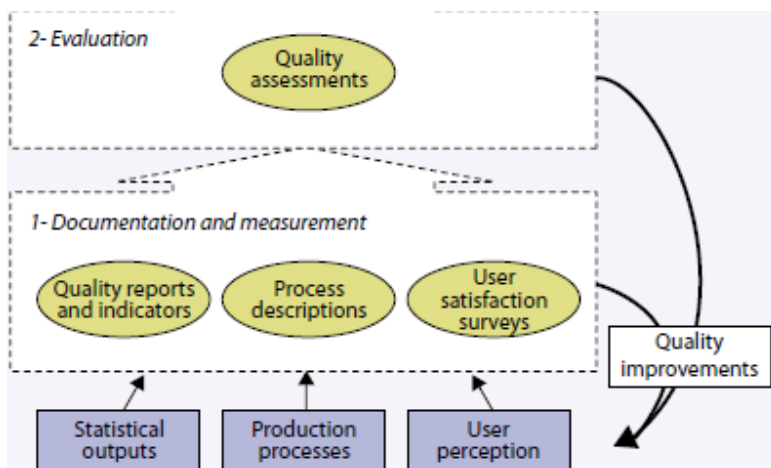 2- Evaluation
Quality
assessments
1- Documentation and measurement
Quality reports
and indicators
Process
descriptions
User
satisfaction
surveys
Quality
improvements
Statistical
outputs
Production
processes
User
perception